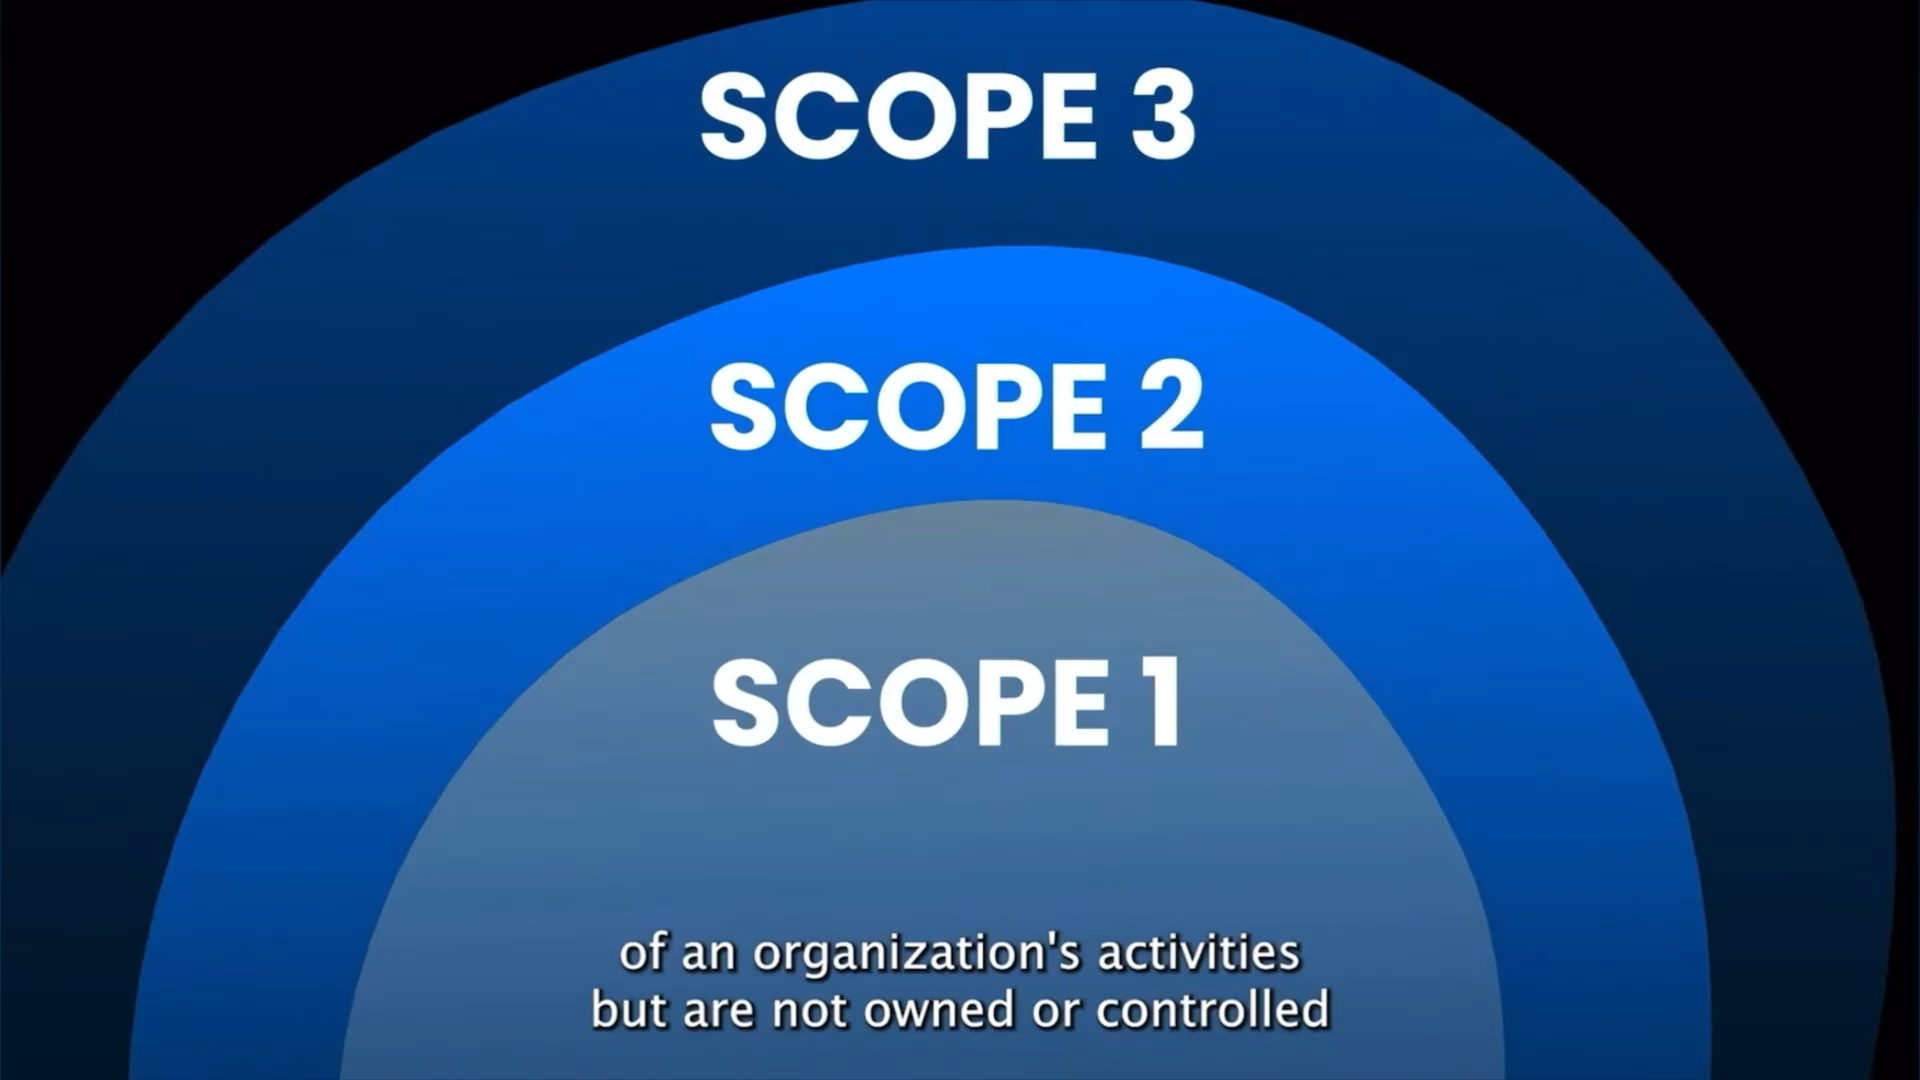 SCOPE 3
SCOPE 2
SCOPE 1
of an organization's activities
but are not owned or controlled